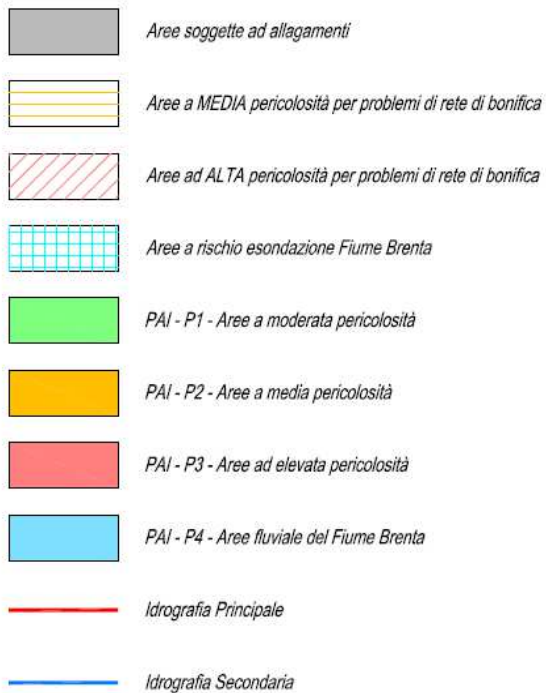 Aree soggette ad allagamenti
Aree a MEDIA pericolosità per problemi di rete di bonifica
Aree ad ALTA pericolosità per problemi di rete di bonifica
Aree a rischio esondazione Fiume Brenta
PAI - P1 - Aree a moderata pericolosità
PAI - P2 - Aree a media pericolosità
PAI - P3 - Aree ad elevata pericolosità
PAI - P4 - Aree fluviale del Fiume Brenta
Idrografia Principale
Idrografia Secondaria